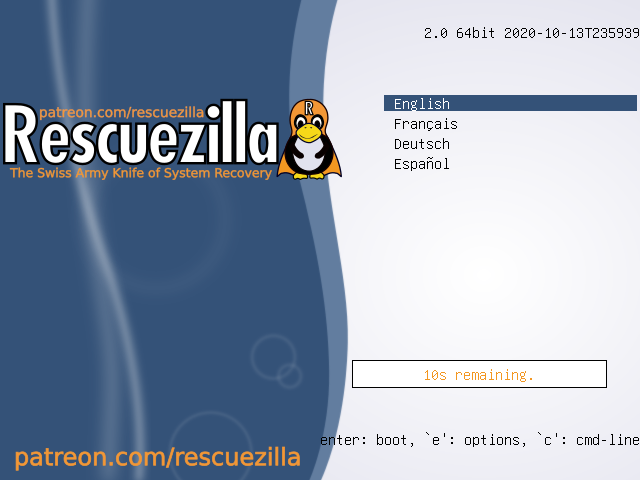 2.0 64bit 2020-10-13T235939
patreon.com/rescuezilla
Rescuezilla
R
The Swiss Army Knife of System Recovery
English
Français
Deutsch
Español
10s remaining.
enter: boot, `e': options, `c': cmd-line
patreon.com/rescuezilla